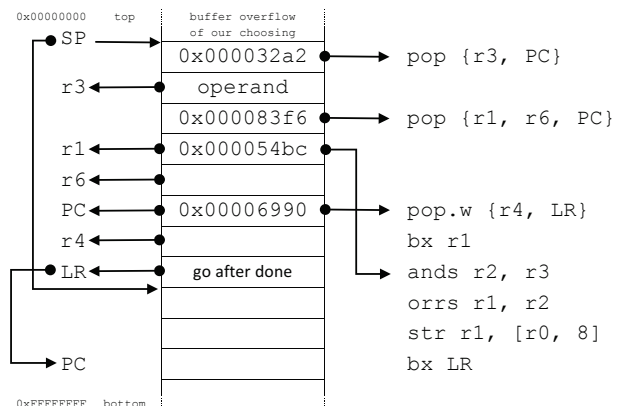 0x00000000 top buffer overflow
of our choosing
SP
0x000032a2 pop {r3, PC}
r3 operand
0x000083f6 pop {r1, r6, PC}
r1 0x000054bc
r6
PC 0x00006990 pop.w {r4, LR}
r4 bx r1
LR go after done ands r2, r3
orrs r1, r2
str r1, [r0, 8]
PC bx LR
0xFFFFFFFF bottom